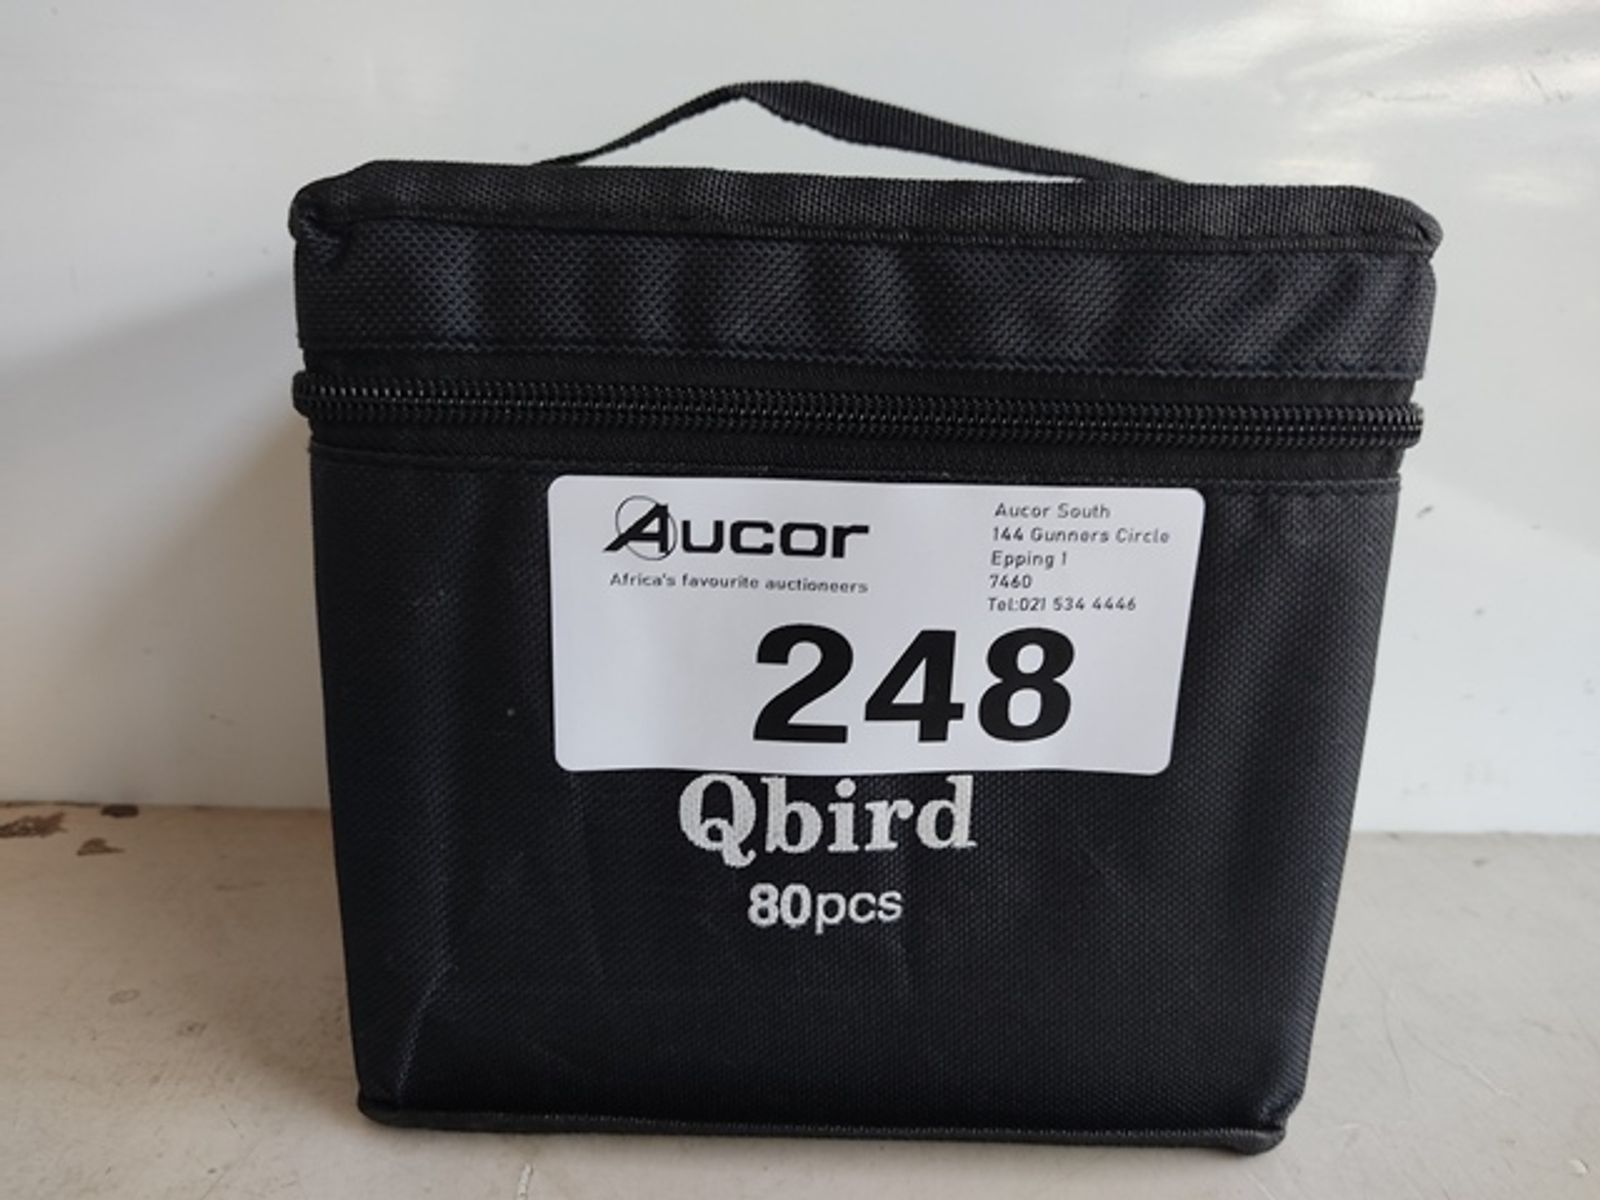 Aucor
Africa's favourite auctioneers
Aucor South
144 Gunners Circle
Epping 1
7460
Tel:021 534 4446
248
Qbird
80pcs